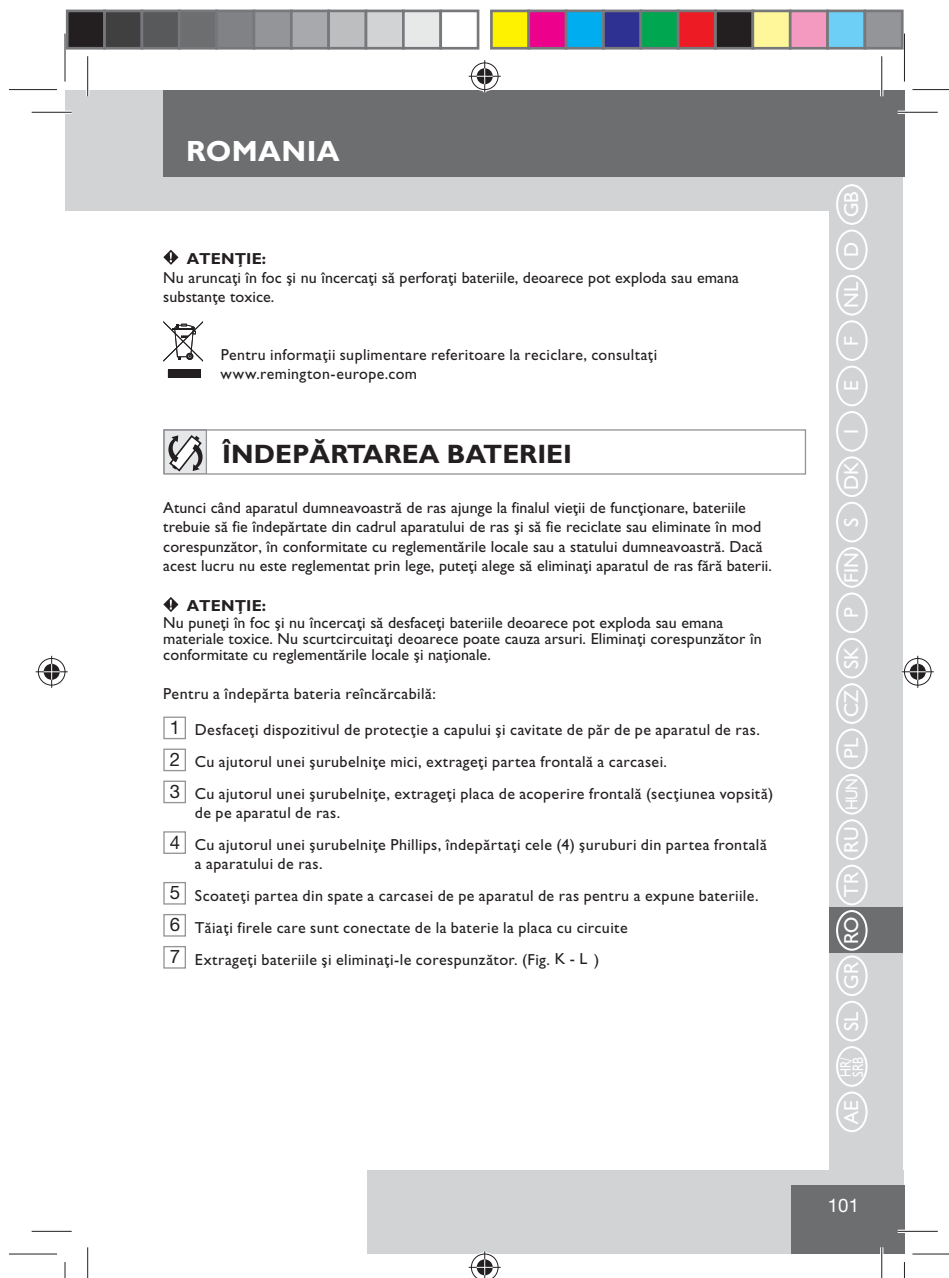 ROMANIA
ATENŢIE:
Nu aruncaţi în foc şi nu încercaţi să perforaţi bateriile, deoarece pot exploda sau emana
substanţe toxice.
Pentru informaţii suplimentare referitoare la reciclare, consultaţi
www.remington-europe.com
ÎNDEPĂRTAREA BATERIEI
Atunci când aparatul dumneavoastră de ras ajunge la finalul vieţii de funcţionare, bateriile
trebuie să fie îndepărtate din cadrul aparatului de ras şi să fie reciclate sau eliminate în mod
corespunzător, în conformitate cu reglementările locale sau a statului dumneavoastră. Dacă
acest lucru nu este reglementat prin lege, puteţi alege să eliminaţi aparatul de ras fără baterii.
ATENŢIE:
Nu puneţi în foc şi nu încercaţi să desfaceţi bateriile deoarece pot exploda sau emana
materiale toxice. Nu scurtcircuitaţi deoarece poate cauza arsuri. Eliminaţi corespunzător în
conformitate cu reglementările locale şi naţionale.
Pentru a îndepărta bateria reîncărcabilă:
1 Desfaceţi dispozitivul de protecţie a capului şi cavitate de păr de pe aparatul de ras.
2 Cu ajutorul unei şurubelniţe mici, extrageţi partea frontală a carcasei.
3 Cu ajutorul unei şurubelniţe, extrageţi placa de acoperire frontală (secţiunea vopsită)
de pe aparatul de ras.
4 Cu ajutorul unei şurubelniţe Phillips, îndepărtaţi cele (4) şuruburi din partea frontală
a aparatului de ras.
5 Scoateţi partea din spate a carcasei de pe aparatul de ras pentru a expune bateriile.
6 Tăiaţi firele care sunt conectate de la baterie la placa cu circuite
7 Extrageţi bateriile şi eliminaţi-le corespunzător. (Fig. K - L )
GB
D
NL
F
E
I
DK
S
FIN
P
SK
CZ
PL
HUN
RU
TR
RO
GR
SL
HR/
SRB
AE
101